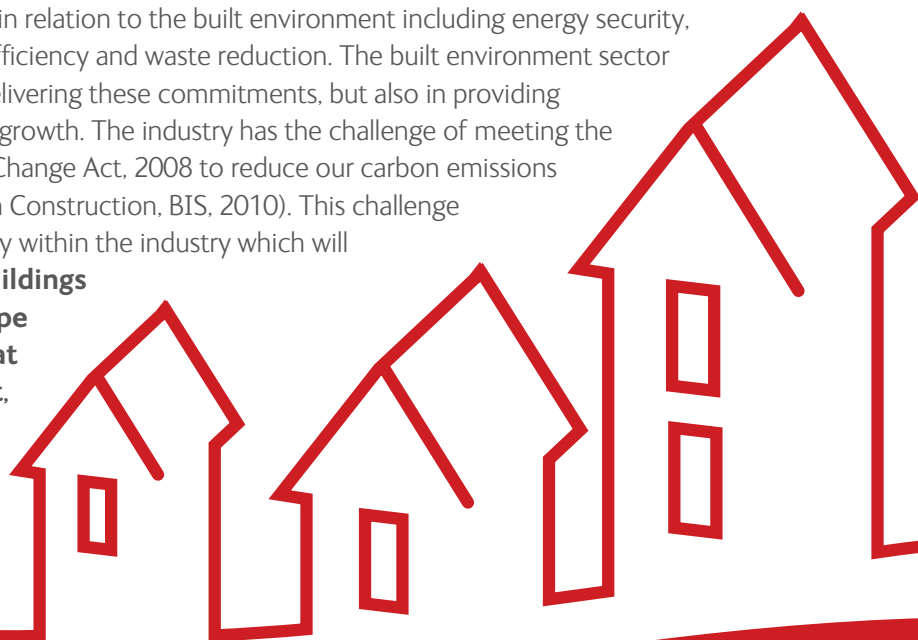 in relation to the built environment including energy security,
fficiency and waste reduction. The built environment sector
elivering these commitments, but also in providing
growth. The industry has the challenge of meeting the
Change Act, 2008 to reduce our carbon emissions
Construction, BIS, 2010). This challenge
y within the industry which will
ildings
pe
at
t,